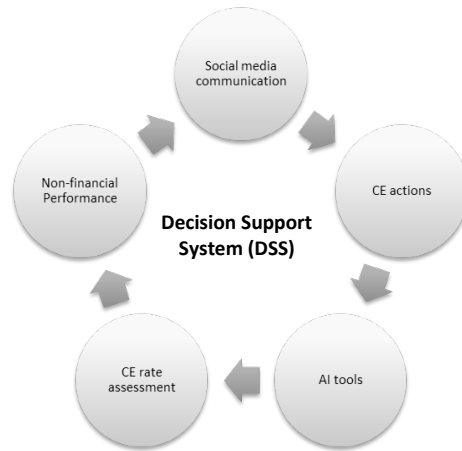 Social media
communication
CE actions
AI tools
CE rate
assessment
Non-financial
Performance
Decision Support
System (DSS)